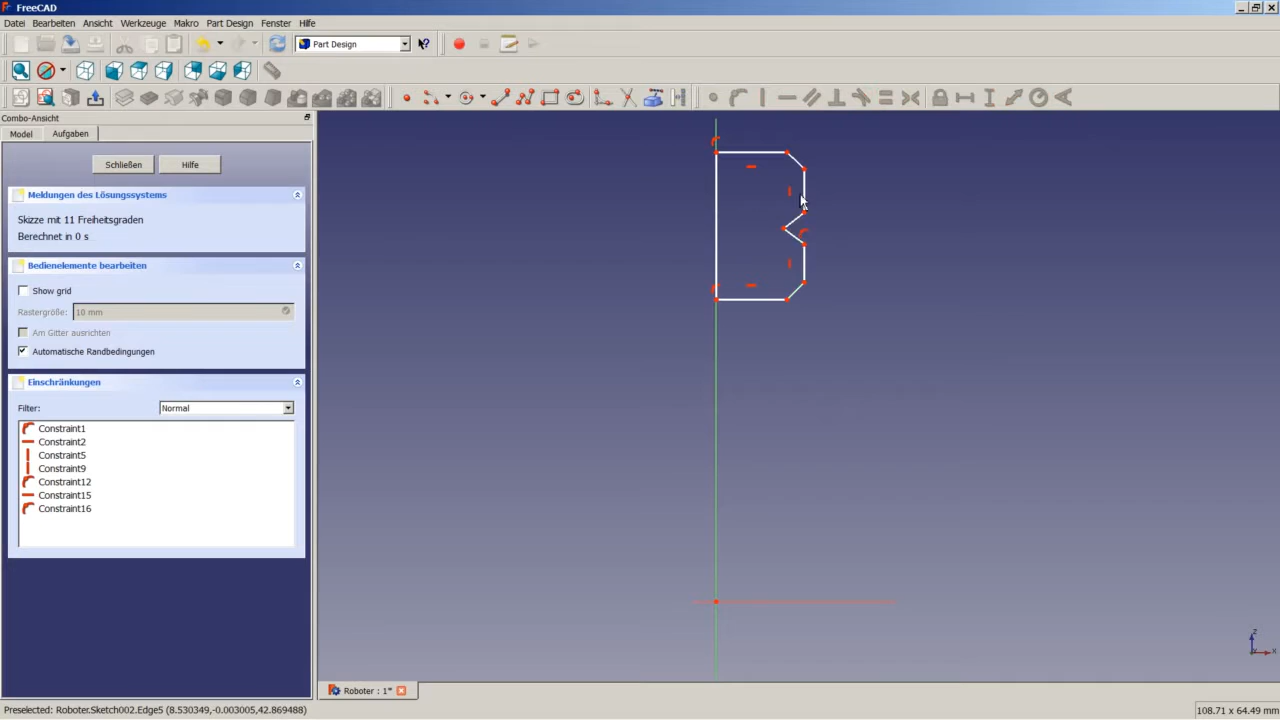 FreeCAD
Datei Bearbeiten Ansicht Werkzeuge Makro Part Design Fenster Hilfe
Part Design
Combo-Ansicht
Model Aufgaben
Schließen Hilfe
Meldungen des Lösungssystems
Skizze mit 11 Freiheitsgraden
Berechnet in 0 s
Bedienelemente bearbeiten
Show grid
Rastergröße: 10 mm
Am Gitter ausrichten
Automatische Randbedingungen
Einschränkungen
Filter: Normal
Constraint1
Constraint2
Constraint5
Constraint9
Constraint12
Constraint15
Constraint16
z
x
Roboter : 1*
Preselected: Roboter.Sketch002.Edge5 (8.530349,-0.003005,42.869488)
108.71 x 64.49 mm